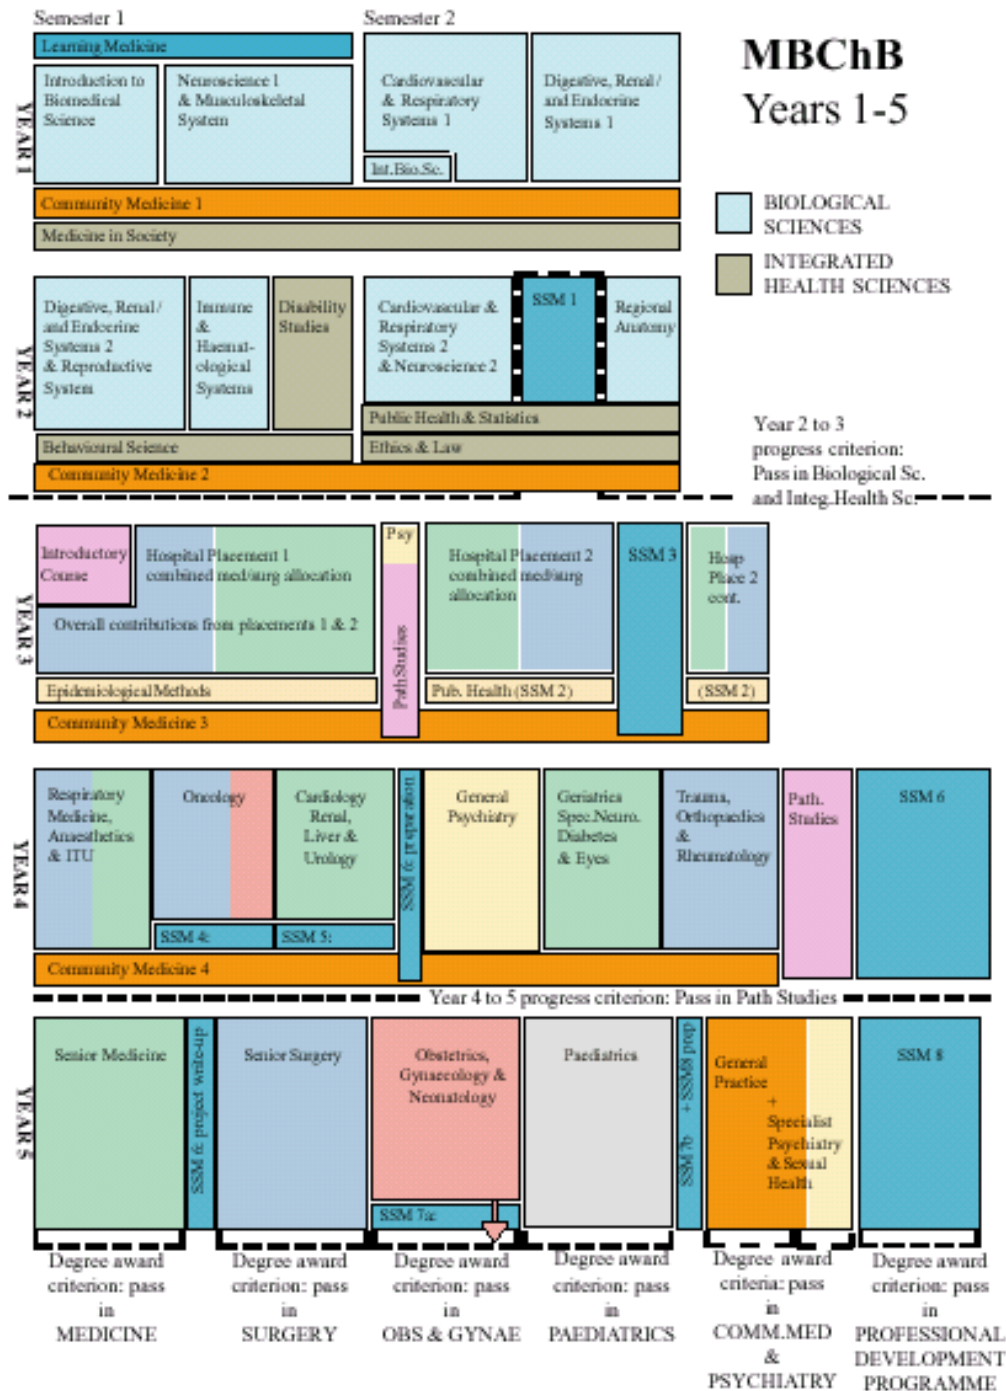 Semester 1
Semester 2
MBChB
Years 1-5
YEAR 1
Learning Medicine
Introduction to
Biomedical
Science
Neuroscience 1
& Musculoskeletal
System
Cardiovascular
& Respiratory
Systems 1
Int.Bio.Sc.
Digestive, Renal /
and Endocrine
Systems 1
Community Medicine 1
Medicine in Society
BIOLOGICAL
SCIENCES
INTEGRATED
HEALTH SCIENCES
YEAR 2
Digestive, Renal /
and Endocrine
Systems 2
& Reproductive
System
Immune
&
Haemat-
ological
Systems
Disability
Studies
Cardiovascular &
Respiratory
Systems 2
& Neuroscience 2
SSM 1
Regional
Anatomy
Public Health & Statistics
Behavioural Science
Ethics & Law
Community Medicine 2
Year 2 to 3
progress criterion:
Pass in Biological Sc.
and Integ.Health Sc.
YEAR 3
Introductory
Course
Hospital Placement 1
combined med/surg allocation
Overall contributions from placements 1 & 2
Psy
Path Studies
Hospital Placement 2
combined med/surg
allocation
SSM 3
Hosp
Place 2
cont.
Epidemiological Methods
Pub. Health (SSM 2)
(SSM 2)
Community Medicine 3
YEAR 4
Respiratory
Medicine,
Anaesthetics
& ITU
Oncology
Cardiology
Renal,
Liver &
Urology
SSM 6: preparation
General
Psychiatry
Geriatrics
Spec.Neuro.
Diabetes
& Eyes
Trauma,
Orthopaedics
&
Rheumatology
Path.
Studies
SSM 6
SSM 4:
SSM 5:
Community Medicine 4
Year 4 to 5 progress criterion: Pass in Path Studies
YEAR 5
Senior Medicine
SSM 6: project write-up
Senior Surgery
Obstetrics,
Gynaecology &
Neonatology
SSM 7a:
Paediatrics
SSM 7b + SSM8 prep
General
Practice
+
Specialist
Psychiatry
& Sexual
Health
SSM 8
Degree award
criterion: pass
in
MEDICINE
Degree award
criterion: pass
in
SURGERY
Degree award
criterion: pass
in
OBS & GYNAE
Degree award
criterion: pass
in
PAEDIATRICS
Degree award
criteria: pass
in
COMM.MED
&
PSYCHIATRY
Degree award
criterion: pass
in
PROFESSIONAL
DEVELOPMENT
PROGRAMME